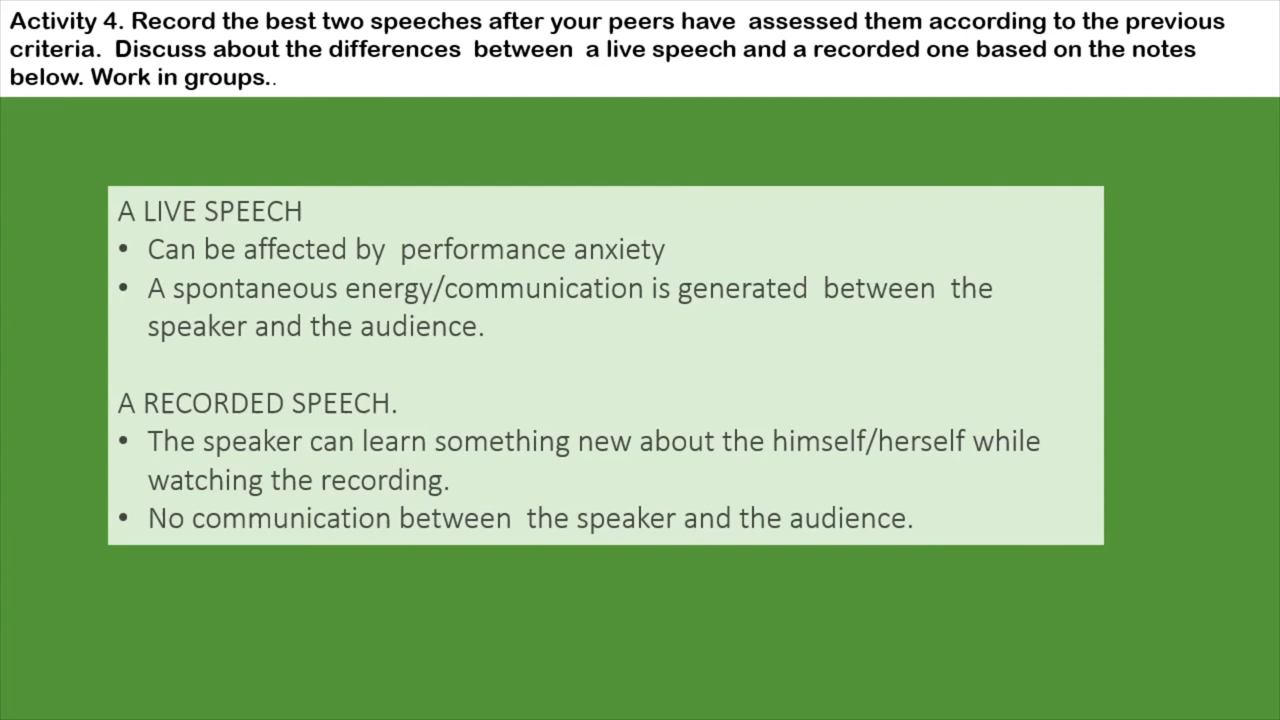 Activity 4. Record the best two speeches after your peers have  assessed them according to the previous
criteria.  Discuss about the differences  between  a live speech and a recorded one based on the notes
below. Work in groups..
A LIVE SPEECH
• Can be affected by  performance anxiety
• A spontaneous energy/communication is generated  between  the
speaker and the audience.
A RECORDED SPEECH.
• The speaker can learn something new about the himself/herself while
watching the recording.
• No communication between  the speaker and the audience.